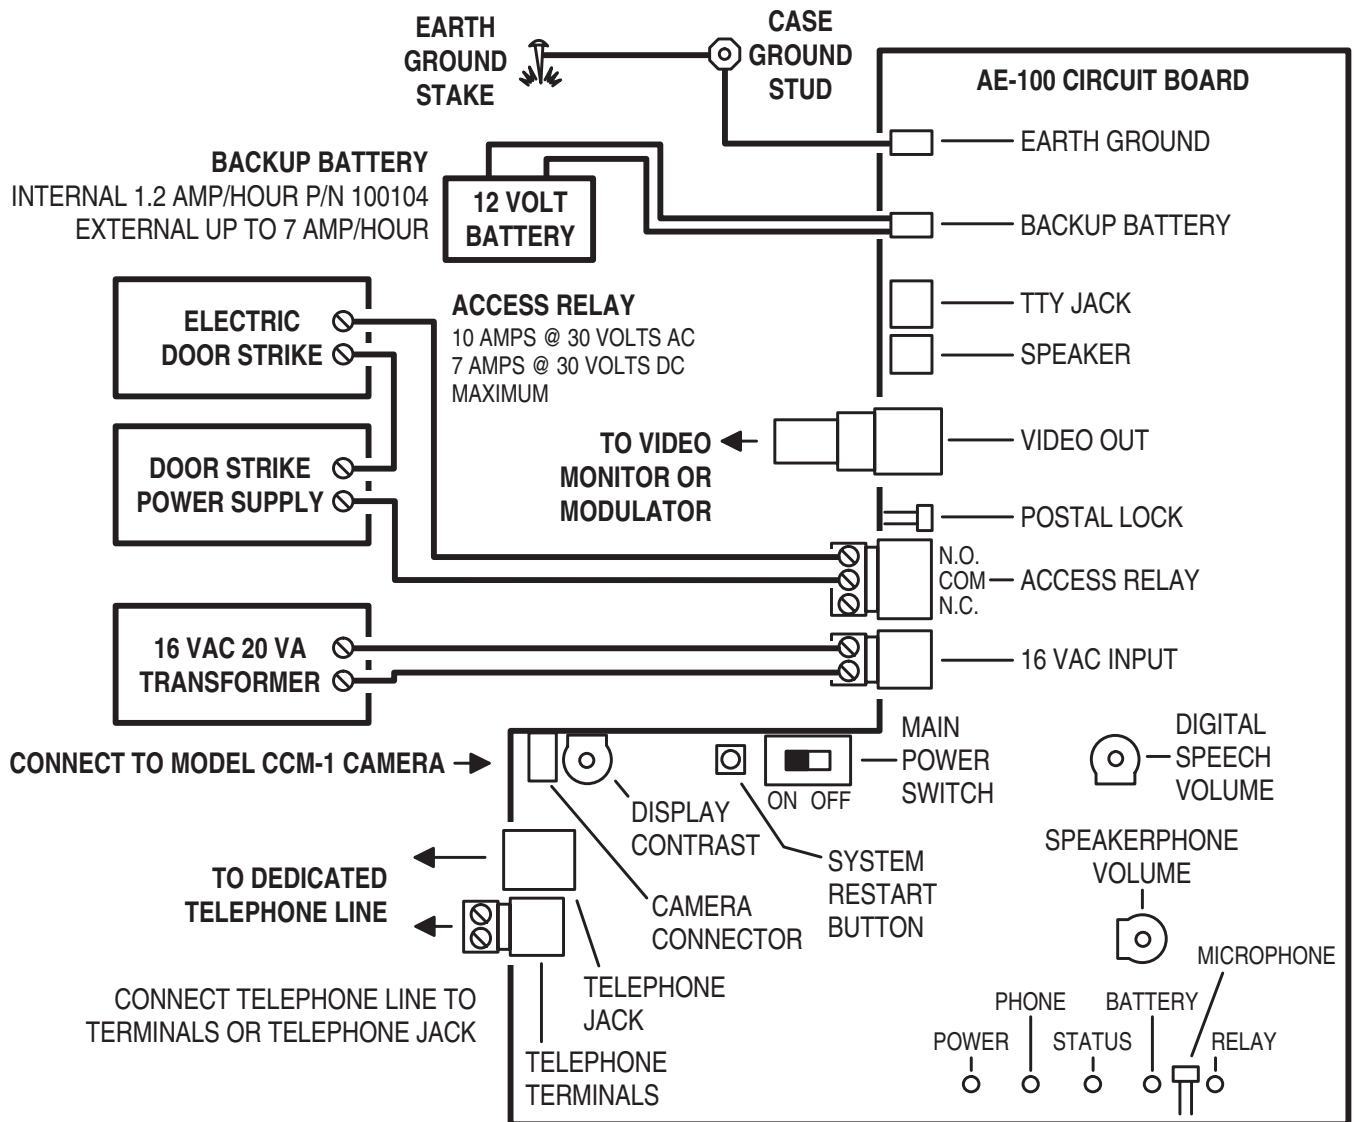 EARTH
GROUND
STAKE
CASE
GROUND
STUD
AE-100 CIRCUIT BOARD
EARTH GROUND
BACKUP BATTERY
INTERNAL 1.2 AMP/HOUR P/N 100104
EXTERNAL UP TO 7 AMP/HOUR
12 VOLT
BATTERY
BACKUP BATTERY
TTY JACK
SPEAKER
ELECTRIC
DOOR STRIKE
ACCESS RELAY
10 AMPS @ 30 VOLTS AC
7 AMPS @ 30 VOLTS DC
MAXIMUM
DOOR STRIKE
POWER SUPPLY
TO VIDEO
MONITOR OR
MODULATOR
VIDEO OUT
POSTAL LOCK
N.O.
COM
N.C.
ACCESS RELAY
16 VAC 20 VA
TRANSFORMER
16 VAC INPUT
CONNECT TO MODEL CCM-1 CAMERA
ON OFF
MAIN
POWER
SWITCH
DIGITAL
SPEECH
VOLUME
DISPLAY
CONTRAST
SYSTEM
RESTART
BUTTON
SPEAKERPHONE
VOLUME
TO DEDICATED
TELEPHONE LINE
CAMERA
CONNECTOR
CONNECT TELEPHONE LINE TO
TERMINALS OR TELEPHONE JACK
TELEPHONE
JACK
TELEPHONE
TERMINALS
MICROPHONE
PHONE
BATTERY
POWER
STATUS
RELAY